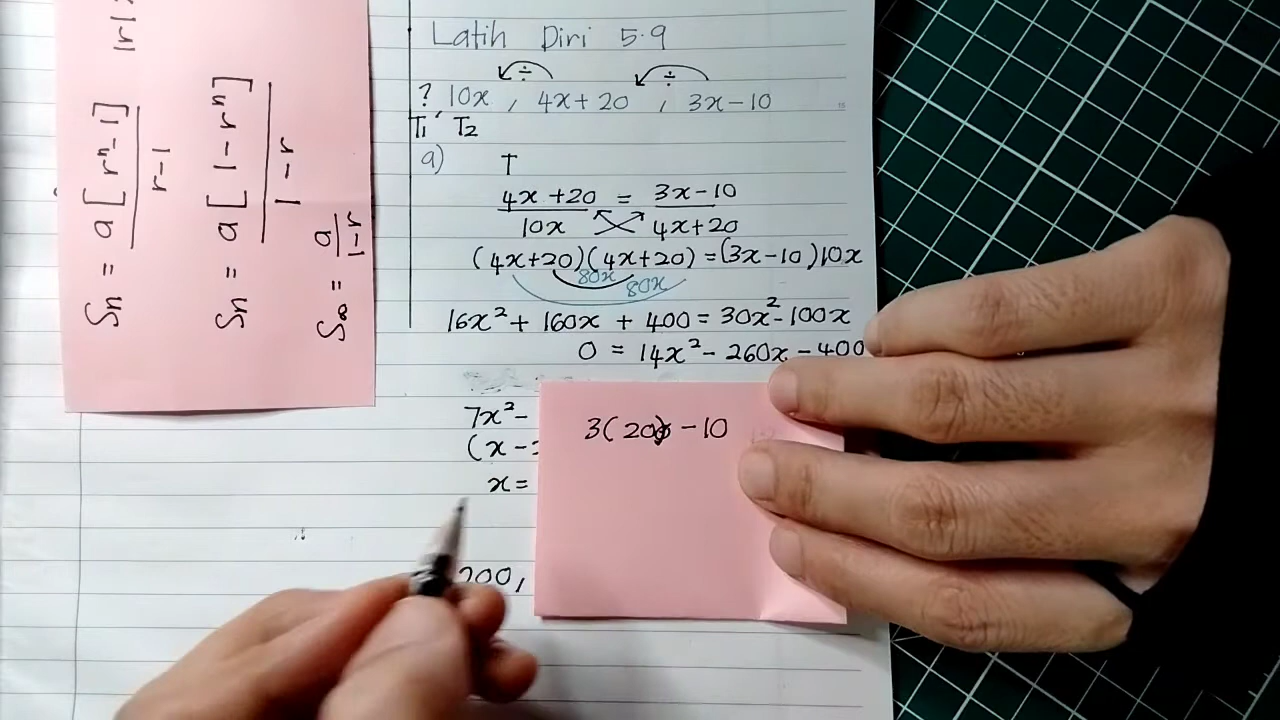 |r|
Sn = a[rⁿ-1]
r-1
Sn = a[1-rⁿ]
1-r
S∞ = a
1-r
Latih Diri 5.9
÷ ÷
? 10x , 4x+20 , 3x-10
T₁, T₂
a) T
4x+20 = 3x-10
10x 4x+20
(4x+20)(4x+20)=(3x-10)10x
80x 80x
16x²+160x+400=30x²-100x
0 = 14x²-260x-400
7x²-
(x-
x=
200,
3(20) -10